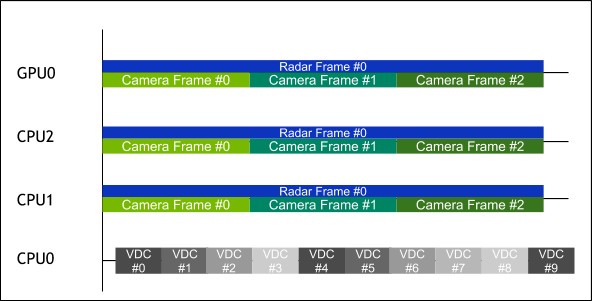 GPU0
Radar Frame #0
Camera Frame #0 Camera Frame #1 Camera Frame #2
CPU2
Radar Frame #0
Camera Frame #0 Camera Frame #1 Camera Frame #2
CPU1
Radar Frame #0
Camera Frame #0 Camera Frame #1 Camera Frame #2
CPU0
VDC VDC VDC VDC VDC VDC VDC VDC VDC VDC
#0 #1 #2 #3 #4 #5 #6 #7 #8 #9